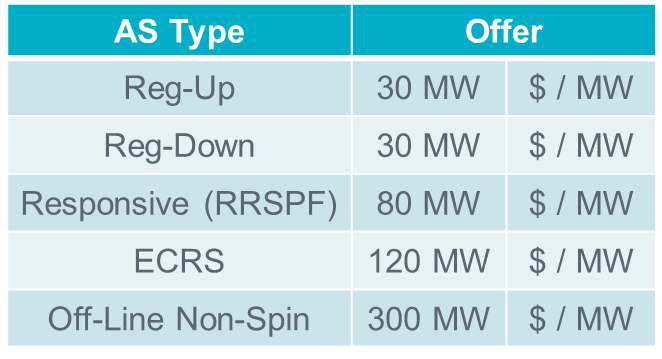 AS Type Offer
Reg-Up 30 MW $ / MW
Reg-Down 30 MW $ / MW
Responsive (RRSPF) 80 MW $ / MW
ECRS 120 MW $ / MW
Off-Line Non-Spin 300 MW $ / MW